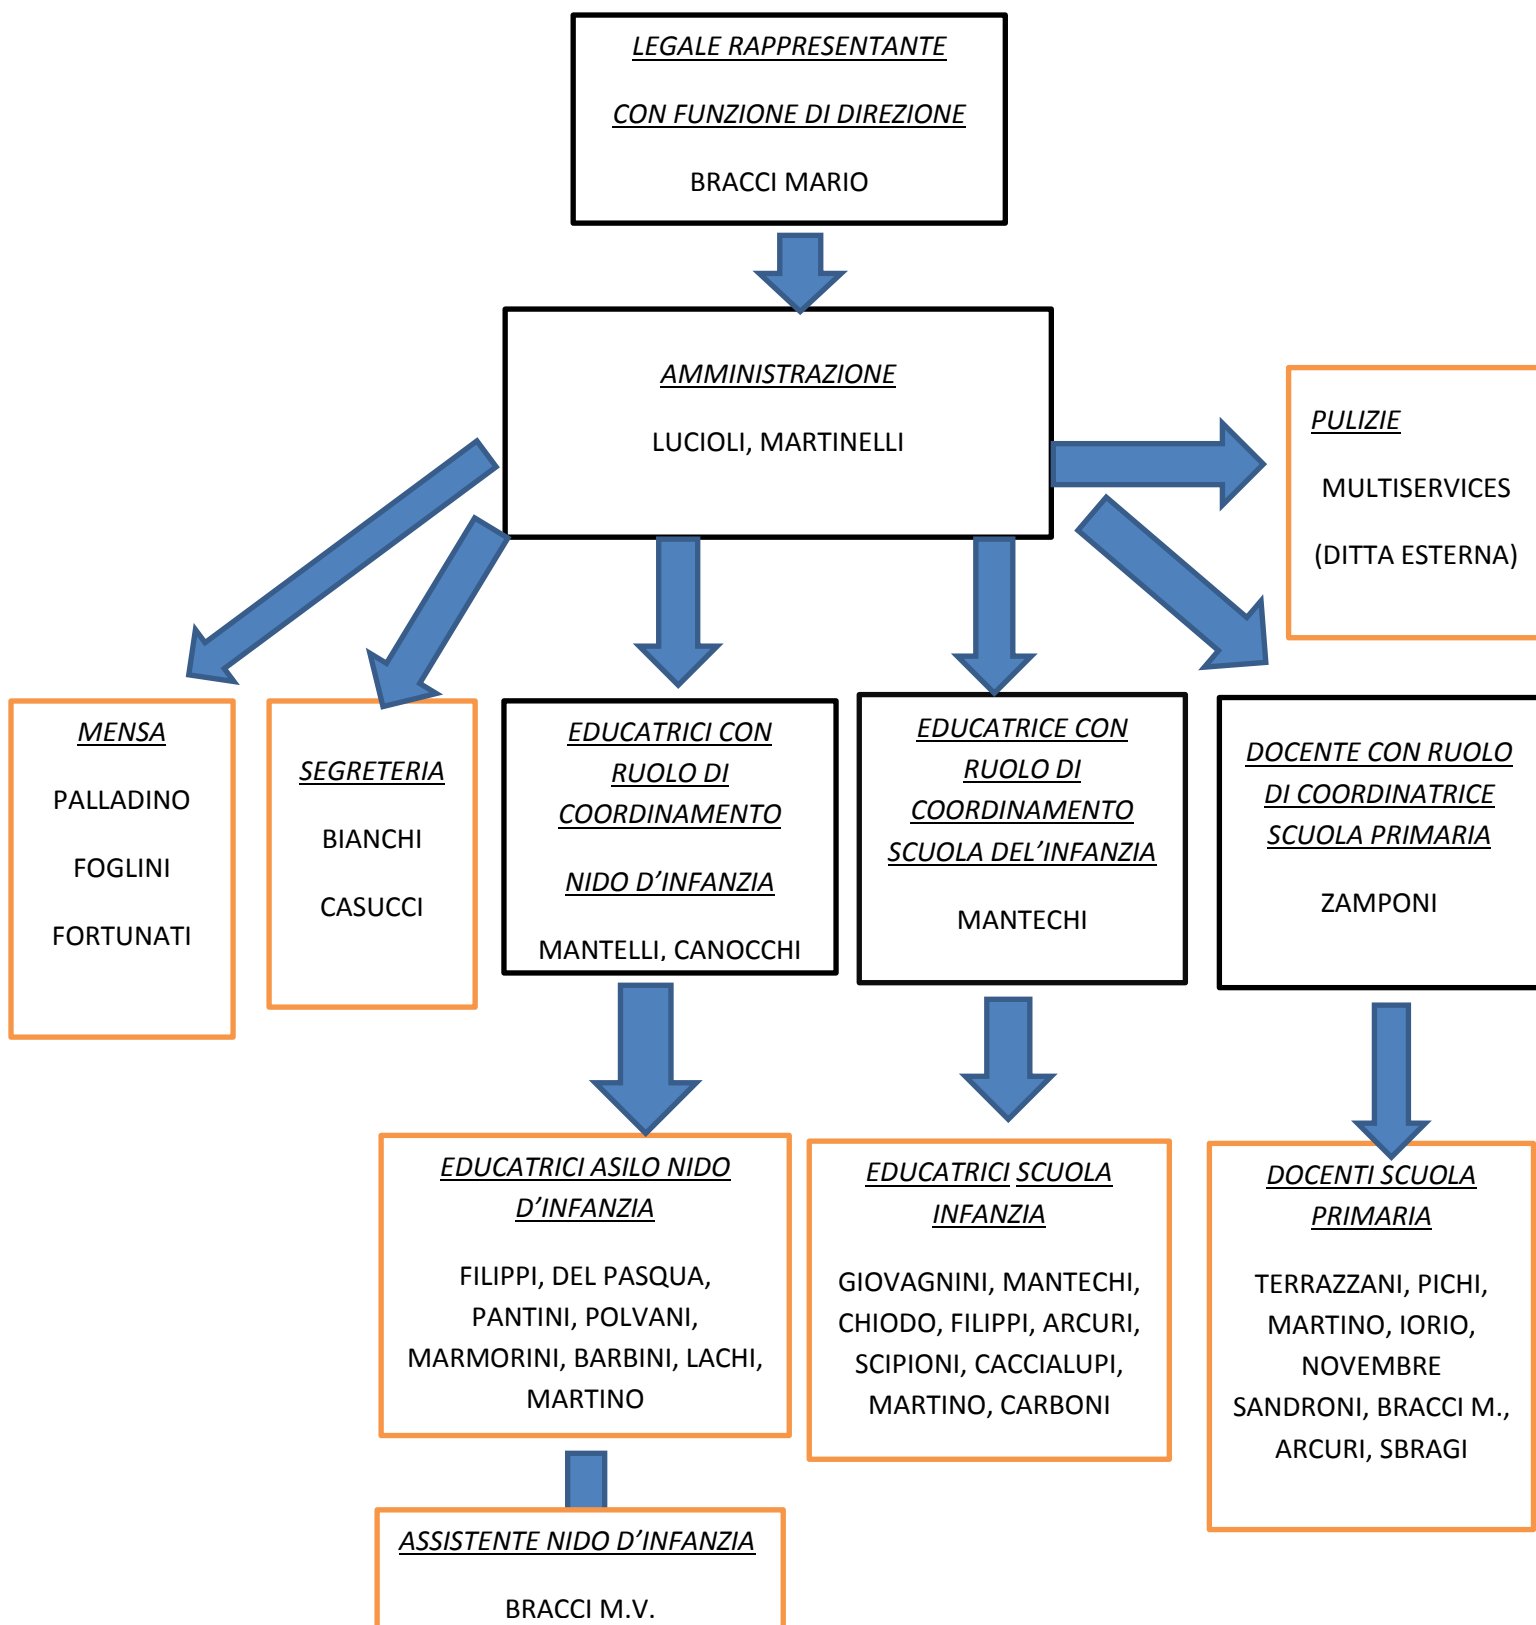 LEGALE RAPPRESENTANTE
CON FUNZIONE DI DIREZIONE
BRACCI MARIO
AMMINISTRAZIONE
LUCIOLI, MARTINELLI
PULIZIE
MULTISERVICES
(DITTA ESTERNA)
MENSA
PALLADINO
FOGLINI
FORTUNATI
SEGRETERIA
BIANCHI
CASUCCI
EDUCATRICI CON
RUOLO DI
COORDINAMENTO
NIDO D’INFANZIA
MANTELLI, CANOCCHI
EDUCATRICE CON
RUOLO DI
COORDINAMENTO
SCUOLA DEL’INFANZIA
MANTECHI
DOCENTE CON RUOLO
DI COORDINATRICE
SCUOLA PRIMARIA
ZAMPONI
EDUCATRICI ASILO NIDO
D’INFANZIA
FILIPPI, DEL PASQUA,
PANTINI, POLVANI,
MARMORINI, BARBINI, LACHI,
MARTINO
EDUCATRICI SCUOLA
INFANZIA
GIOVAGNINI, MANTECHI,
CHIODO, FILIPPI, ARCURI,
SCIPIONI, CACCIALUPI,
MARTINO, CARBONI
DOCENTI SCUOLA
PRIMARIA
TERRAZZANI, PICHI,
MARTINO, IORIO,
NOVEMBRE
SANDRONI, BRACCI M.,
ARCURI, SBRAGI
ASSISTENTE NIDO D’INFANZIA
BRACCI M.V.